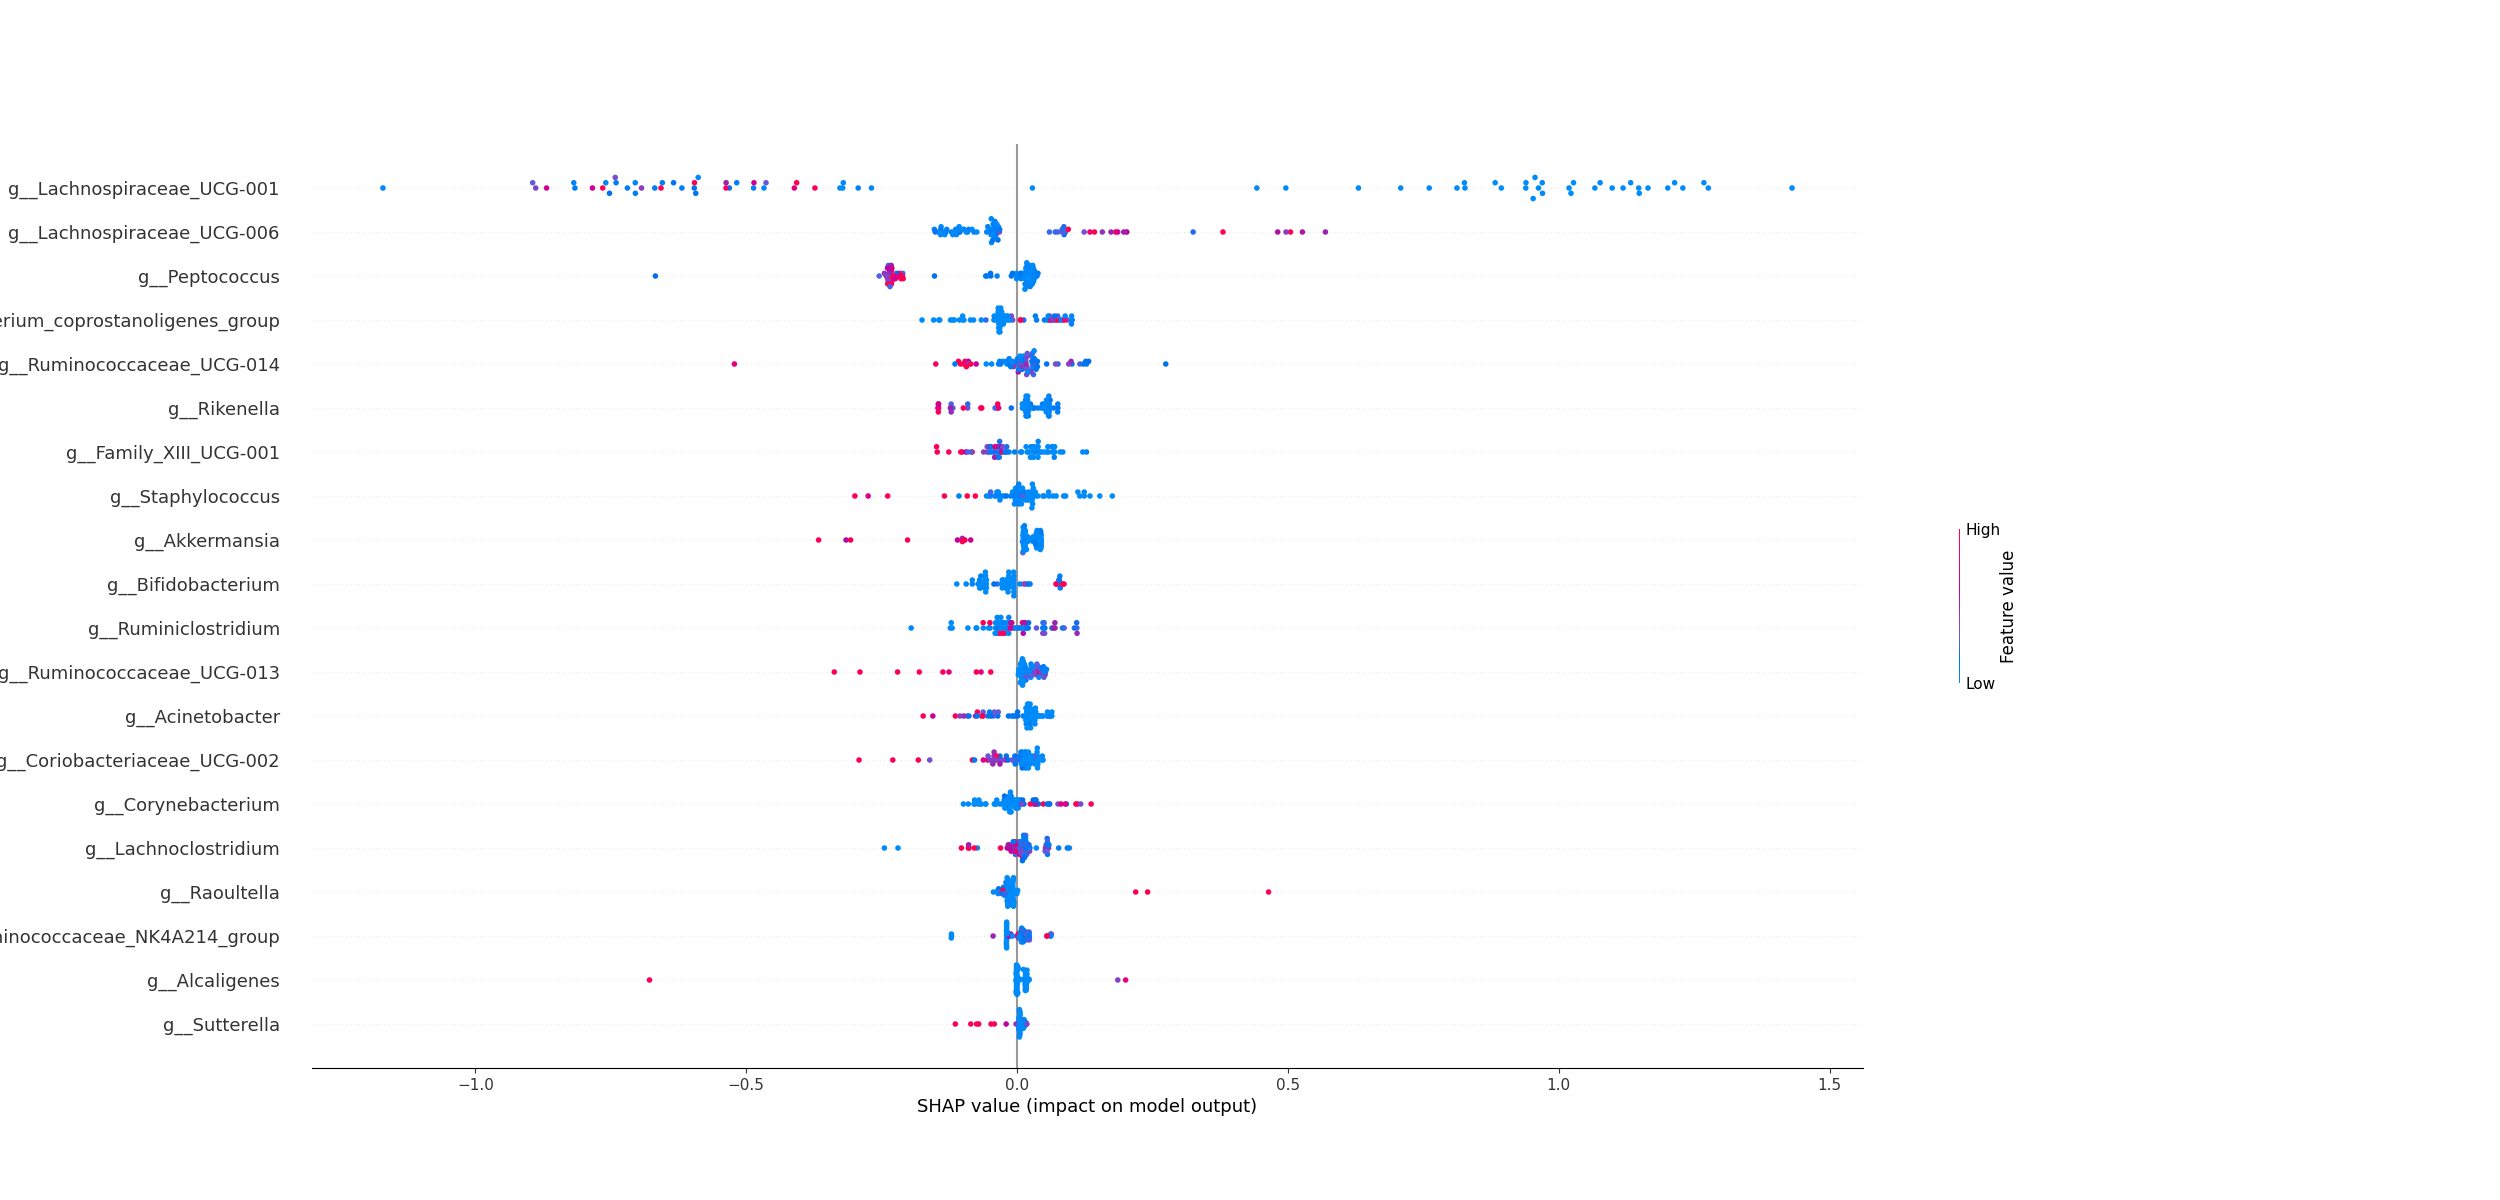 g__Lachnospiraceae_UCG-001
g__Lachnospiraceae_UCG-006
g__Peptococcus
erium_coprostanoligenes_group
g__Ruminococcaceae_UCG-014
g__Rikenella
g__Family_XIII_UCG-001
g__Staphylococcus
g__Akkermansia
g__Bifidobacterium
g__Ruminiclostridium
g__Ruminococcaceae_UCG-013
g__Acinetobacter
g__Coriobacteriaceae_UCG-002
g__Corynebacterium
g__Lachnoclostridium
g__Raoultella
inococcaceae_NK4A214_group
g__Alcaligenes
g__Sutterella
−1.0 −0.5 0.0 0.5 1.0 1.5
SHAP value (impact on model output)
High
Feature value
Low